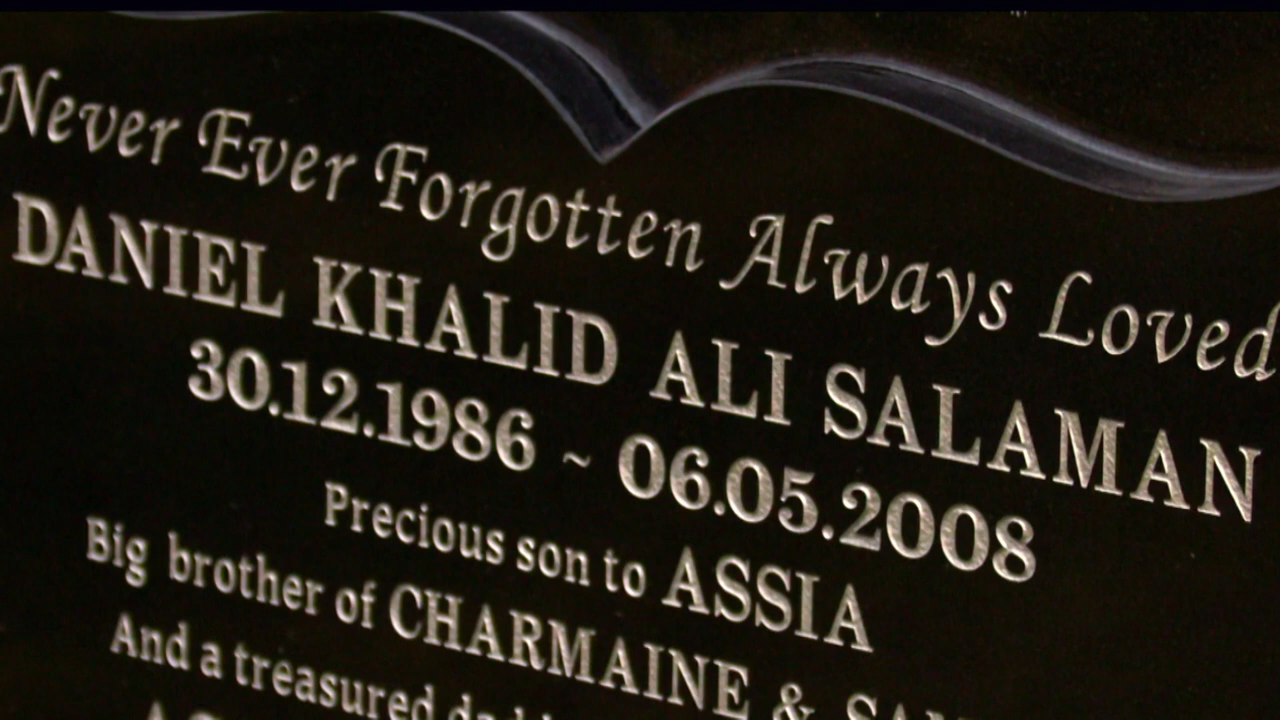 Never Ever Forgotten Always Loved
DANIEL KHALID ALI SALAMAN
30.12.1986 ~ 06.05.2008
Precious son to ASSIA
Big brother of CHARMAINE &
And a treasured